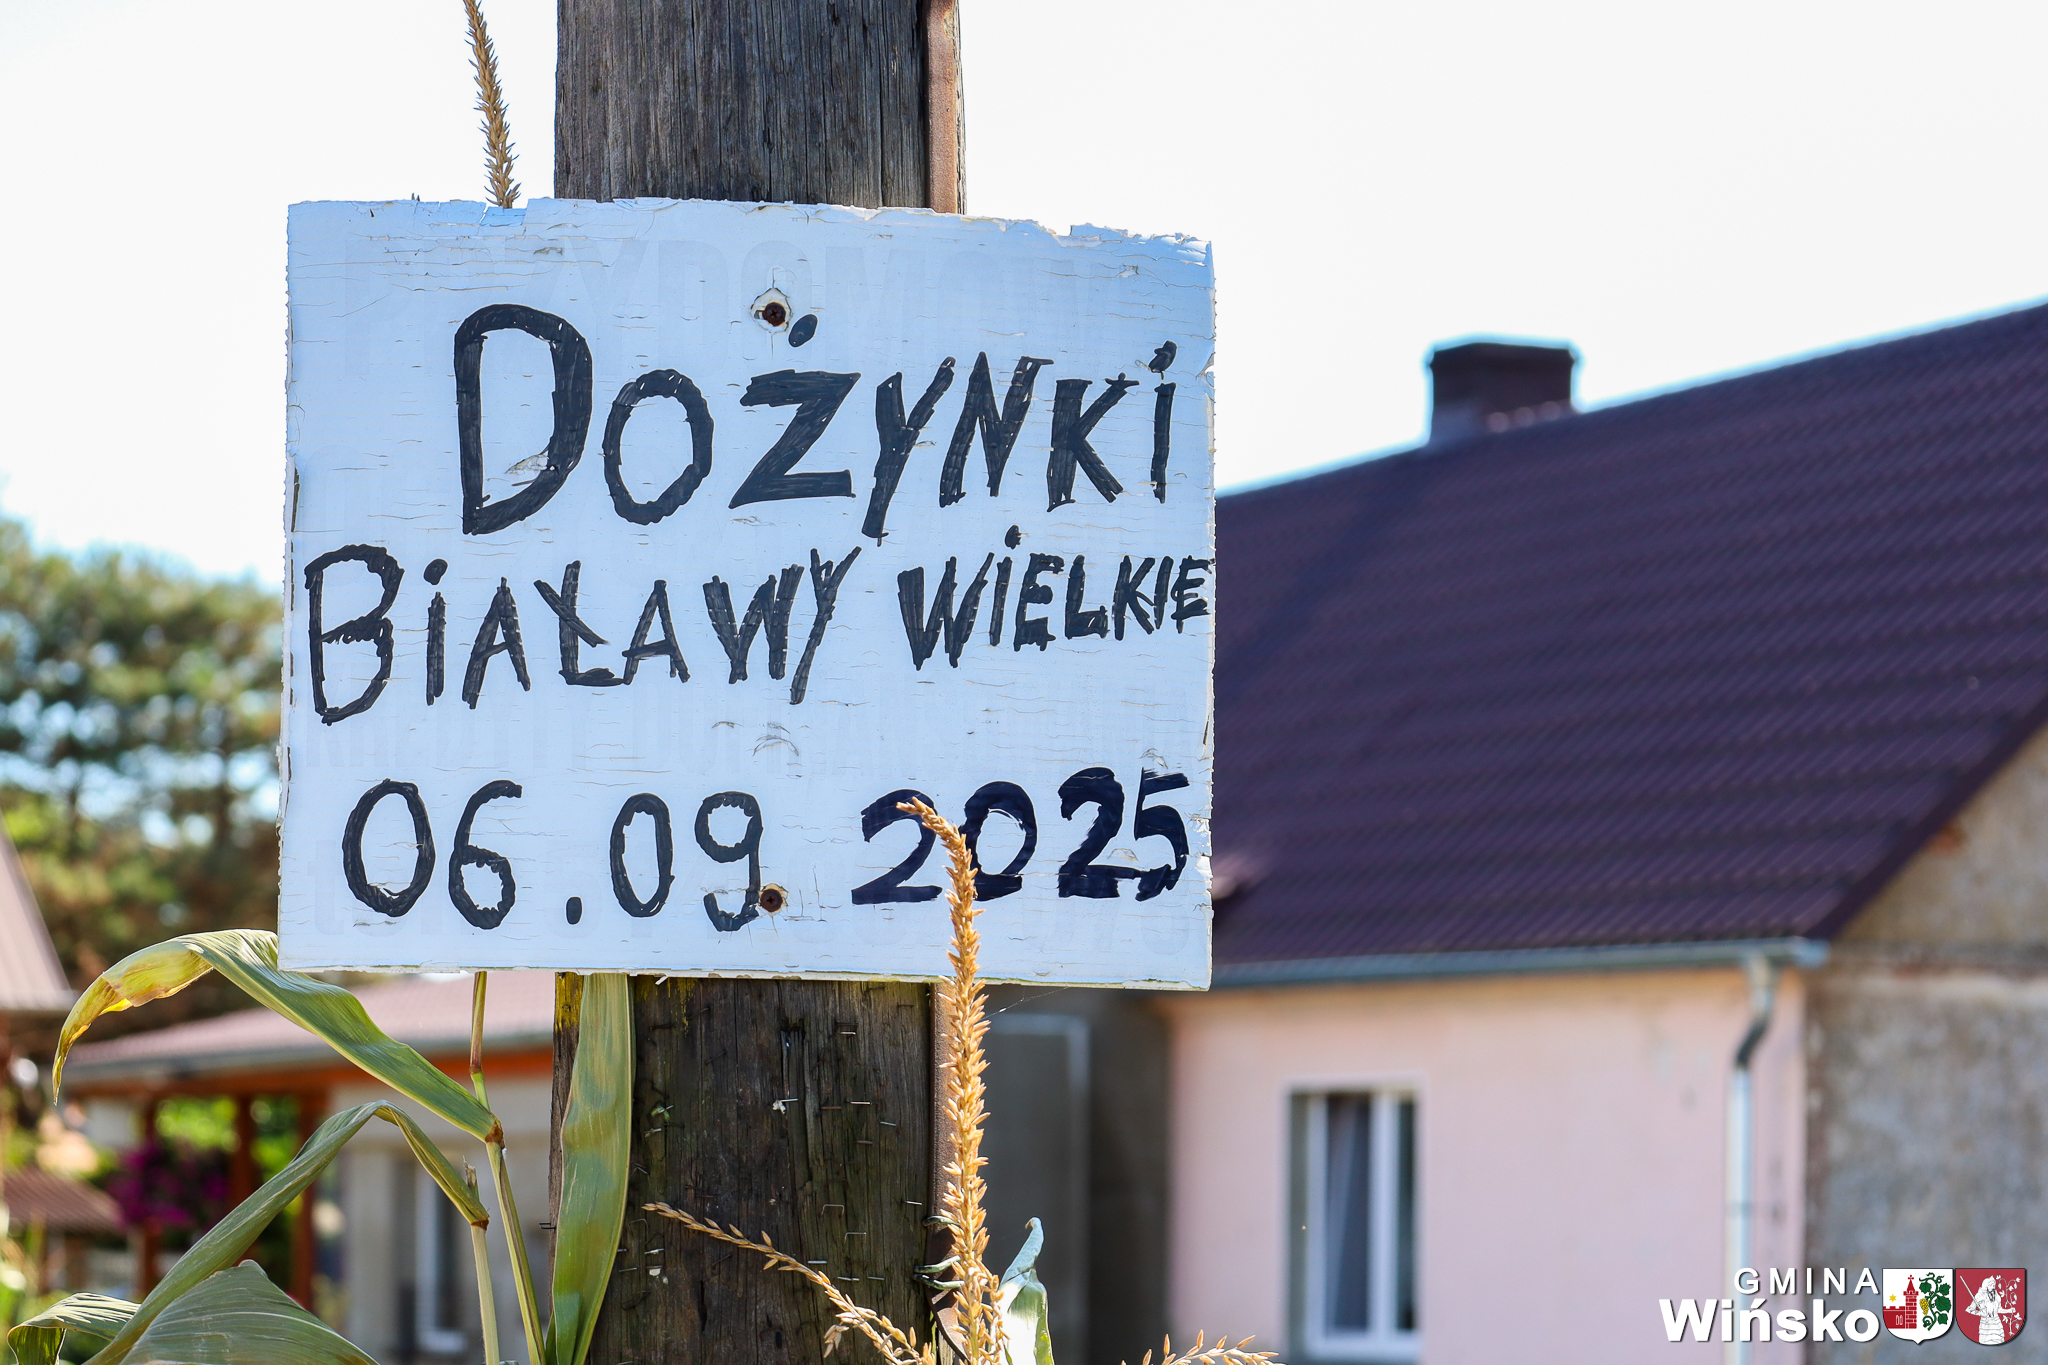 DOŻYNKI
BIAŁAWY WIELKIE
06.09 2025
GMINA
Wińsko